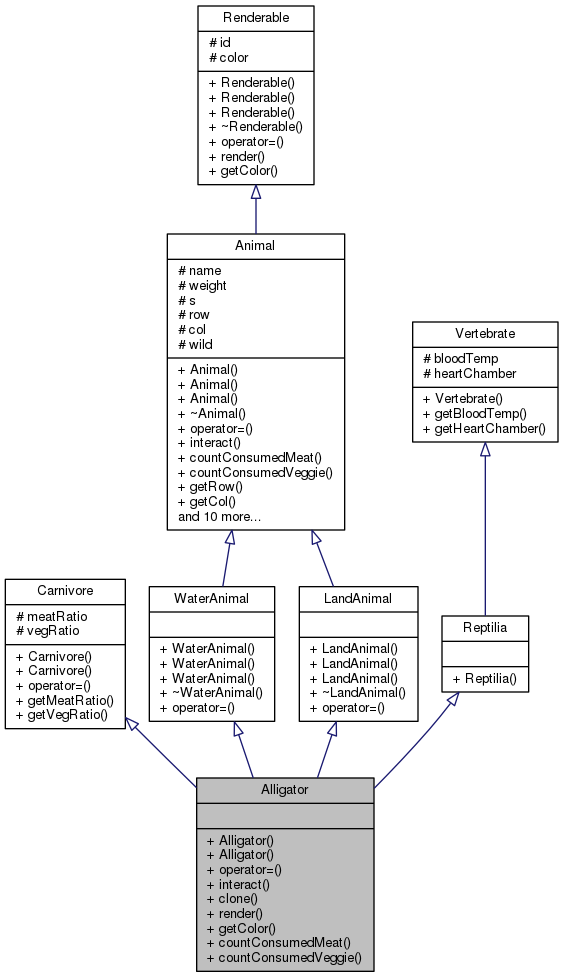 Renderable
# id
# color
+ Renderable()
+ Renderable()
+ Renderable()
+ ~Renderable()
+ operator=()
+ render()
+ getColor()
Animal
# name
# weight
# s
# row
# col
# wild
+ Animal()
+ Animal()
+ Animal()
+ ~Animal()
+ operator=()
+ interact()
+ countConsumedMeat()
+ countConsumedVeggie()
+ getRow()
+ getCol()
and 10 more...
Vertebrate
# bloodTemp
# heartChamber
+ Vertebrate()
+ getBloodTemp()
+ getHeartChamber()
Carnivore
# meatRatio
# vegRatio
+ Carnivore()
+ Carnivore()
+ operator=()
+ getMeatRatio()
+ getVegRatio()
WaterAnimal
+ WaterAnimal()
+ WaterAnimal()
+ WaterAnimal()
+ ~WaterAnimal()
+ operator=()
LandAnimal
+ LandAnimal()
+ LandAnimal()
+ LandAnimal()
+ ~LandAnimal()
+ operator=()
Reptilia
+ Reptilia()
Alligator
+ Alligator()
+ Alligator()
+ operator=()
+ interact()
+ clone()
+ render()
+ getColor()
+ countConsumedMeat()
+ countConsumedVeggie()